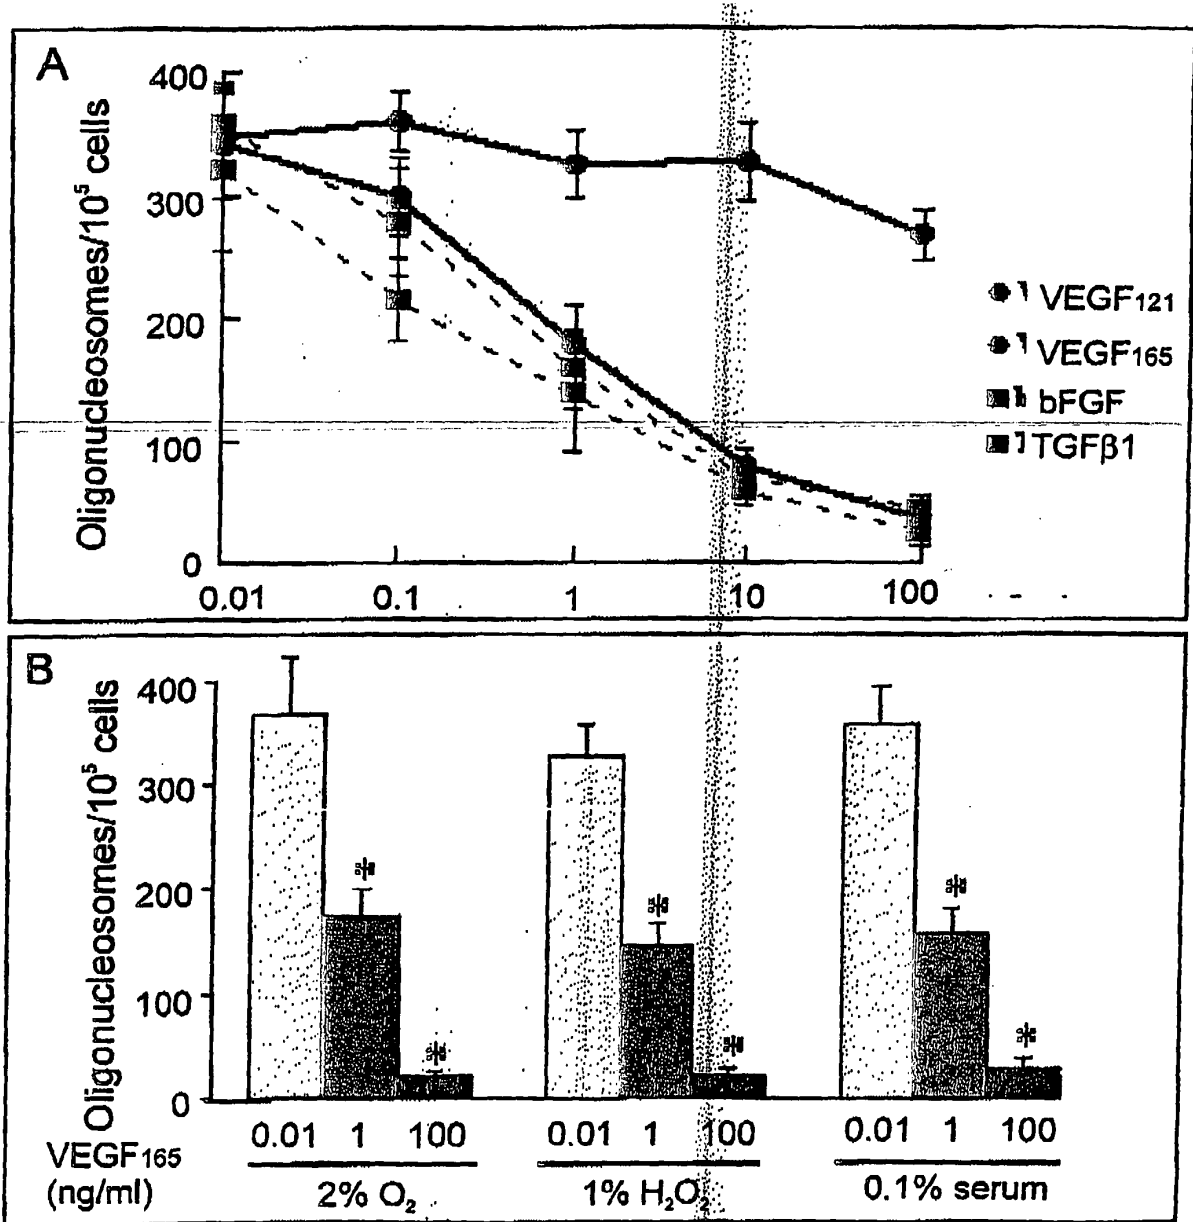 A
Oligonucleosomes/10⁵ cells
400
300
200
100
0
0.01 0.1 1 10 100
VEGF121
VEGF165
bFGF
TGFβ1
B
Oligonucleosomes/10⁵ cells
400
300
200
100
0
* * * * * *
VEGF165
(ng/ml)
0.01 1 100 0.01 1 100 0.01 1 100
2% O₂ 1% H₂O₂ 0.1% serum